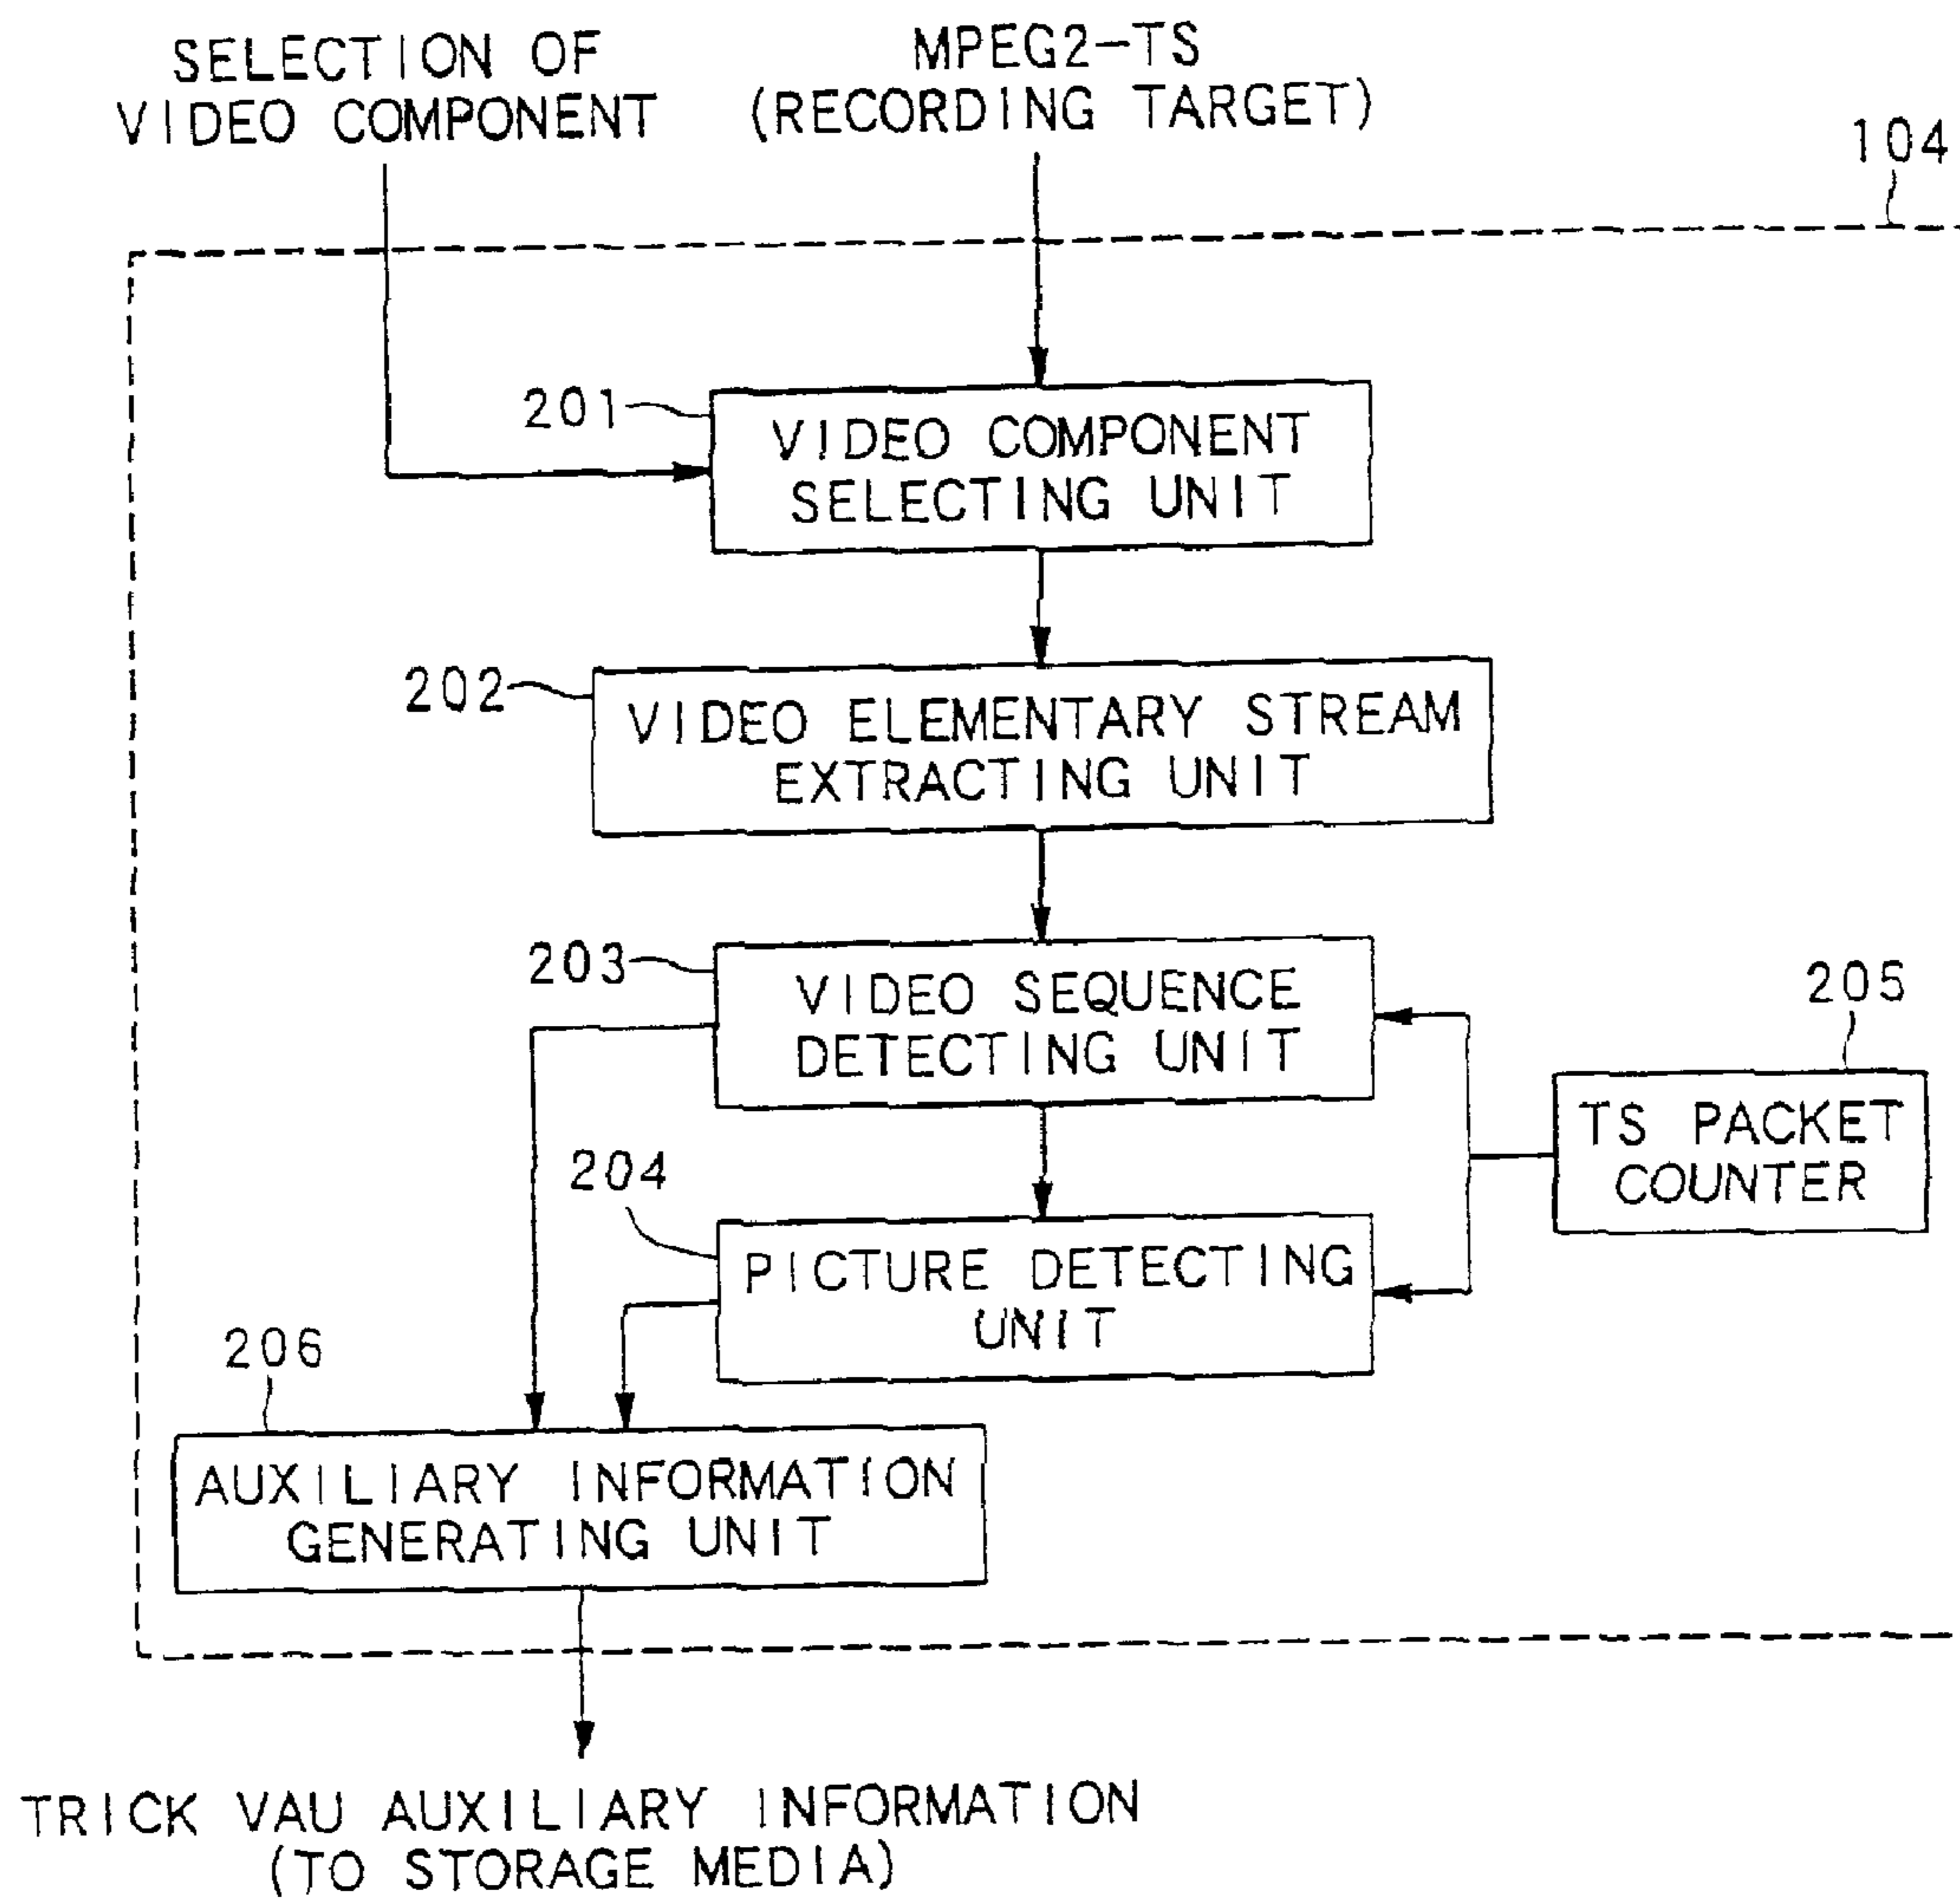 SELECTION OF
VIDEO COMPONENT
MPEG2-TS
(RECORDING TARGET)
104
201
VIDEO COMPONENT
SELECTING UNIT
202
VIDEO ELEMENTARY STREAM
EXTRACTING UNIT
203
VIDEO SEQUENCE
DETECTING UNIT
205
TS PACKET
COUNTER
204
PICTURE DETECTING
UNIT
206
AUXILIARY INFORMATION
GENERATING UNIT
TRICK VAU AUXILIARY INFORMATION
(TO STORAGE MEDIA)